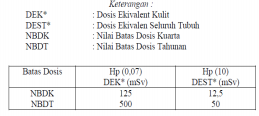 Keterangan :
DEK* : Dosis Ekivalent Kulit
DEST* : Dosis Ekivalen Seluruh Tubuh
NBDK : Nilai Batas Dosis Kuarta
NBDT : Nilai Batas Dosis Tahunan
Batas Dosis Hp (0,07) Hp (10)
DEK* (mSv) DEST* (mSv)
NBDK 125 12,5
NBDT 500 50